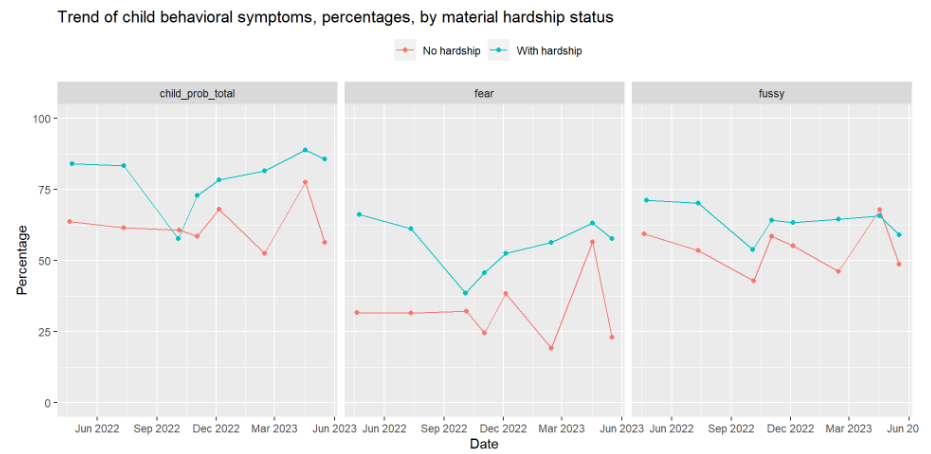 Trend of child behavioral symptoms, percentages, by material hardship status
No hardship With hardship
child_prob_total fear fussy
100
75
50
25
0
Percentage
Jun 2022 Sep 2022 Dec 2022 Mar 2023 Jun 2023 Jun 2022 Sep 2022 Dec 2022 Mar 2023 Jun 2023 Jun 2022 Sep 2022 Dec 2022 Mar 2023 Jun 20
Date